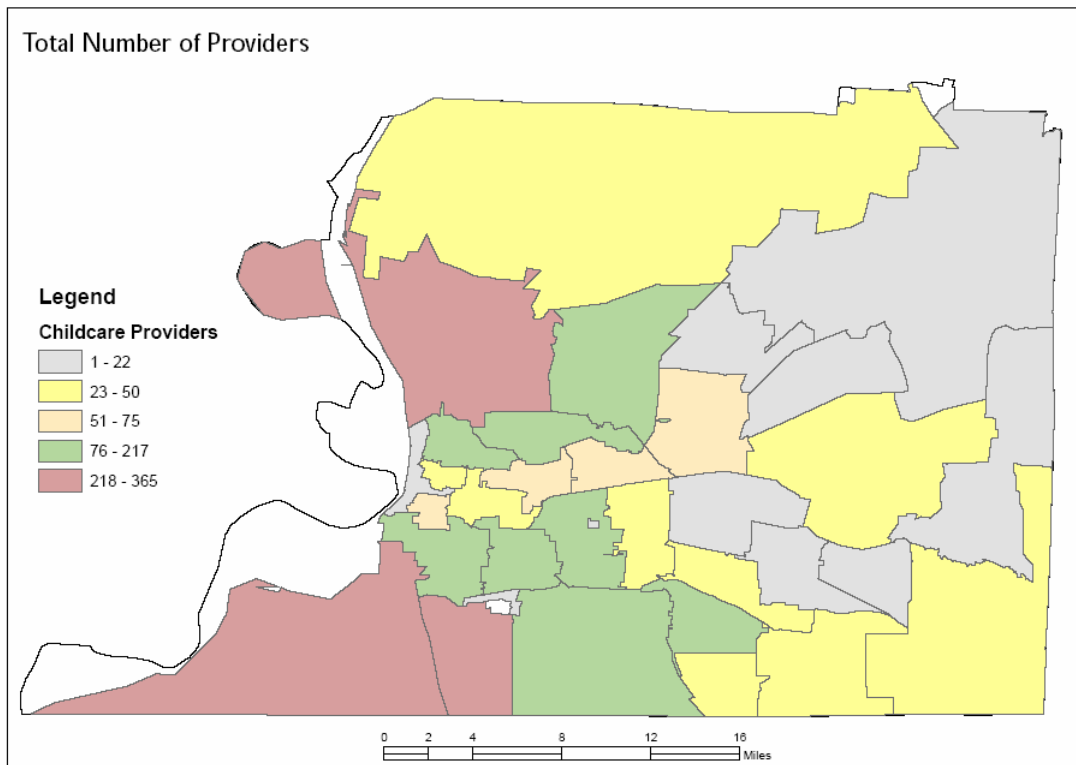 Total Number of Providers
Legend
Childcare Providers
1 - 22
23 - 50
51 - 75
76 - 217
218 - 365
0 2 4 8 12 16
Miles